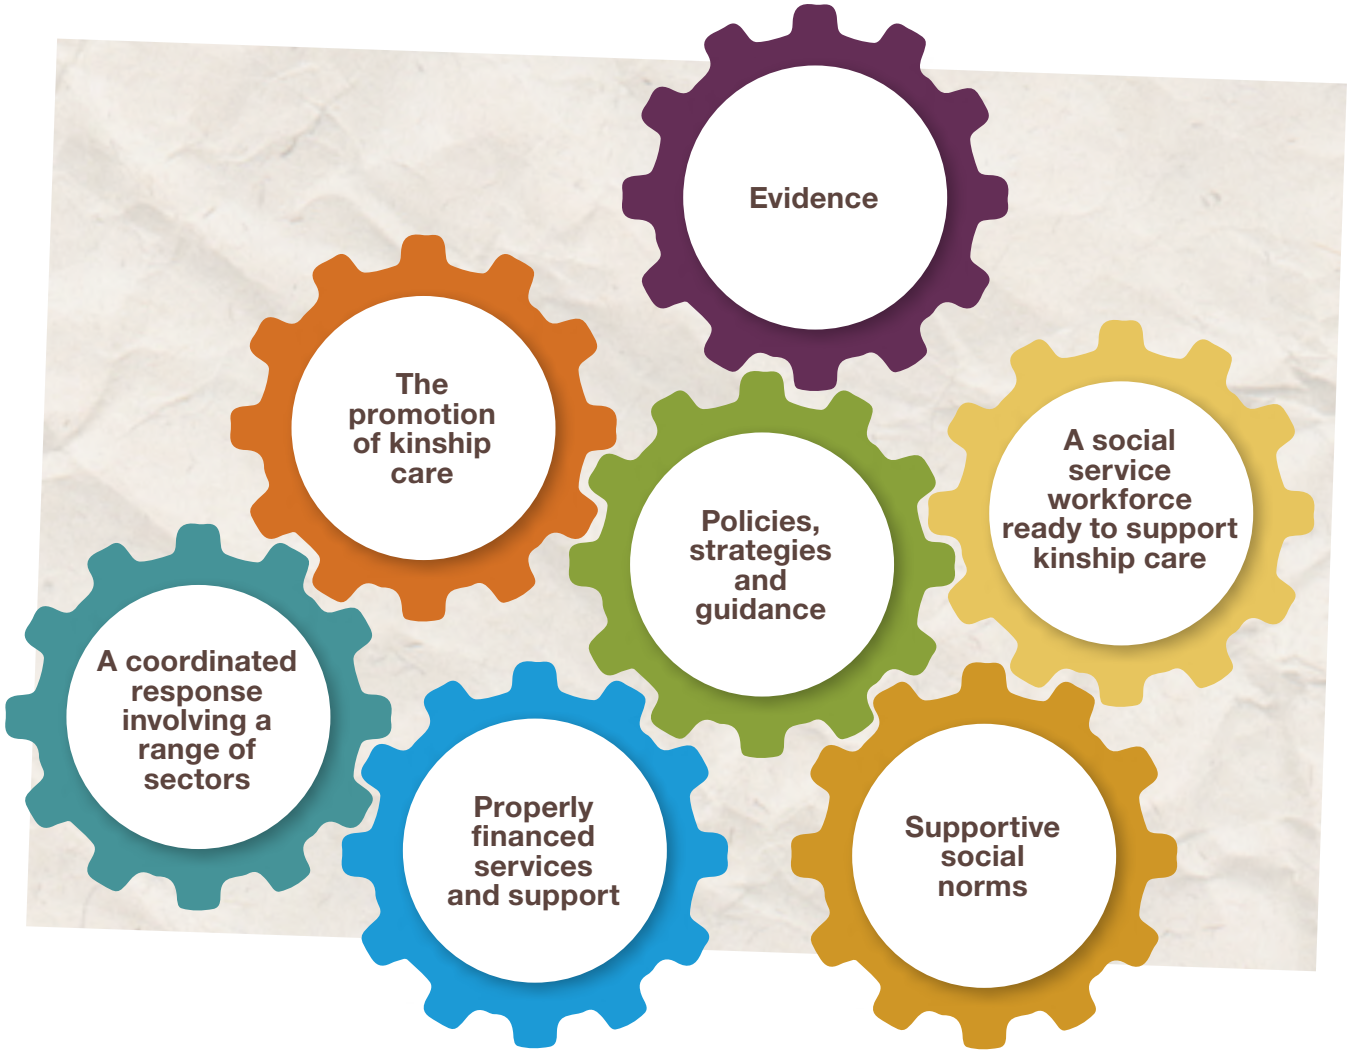 Evidence
The
promotion
of kinship
care
A social
service
workforce
ready to support
kinship care
Policies,
strategies
and
guidance
A coordinated
response
involving a
range of
sectors
Properly
financed
services
and support
Supportive
social
norms